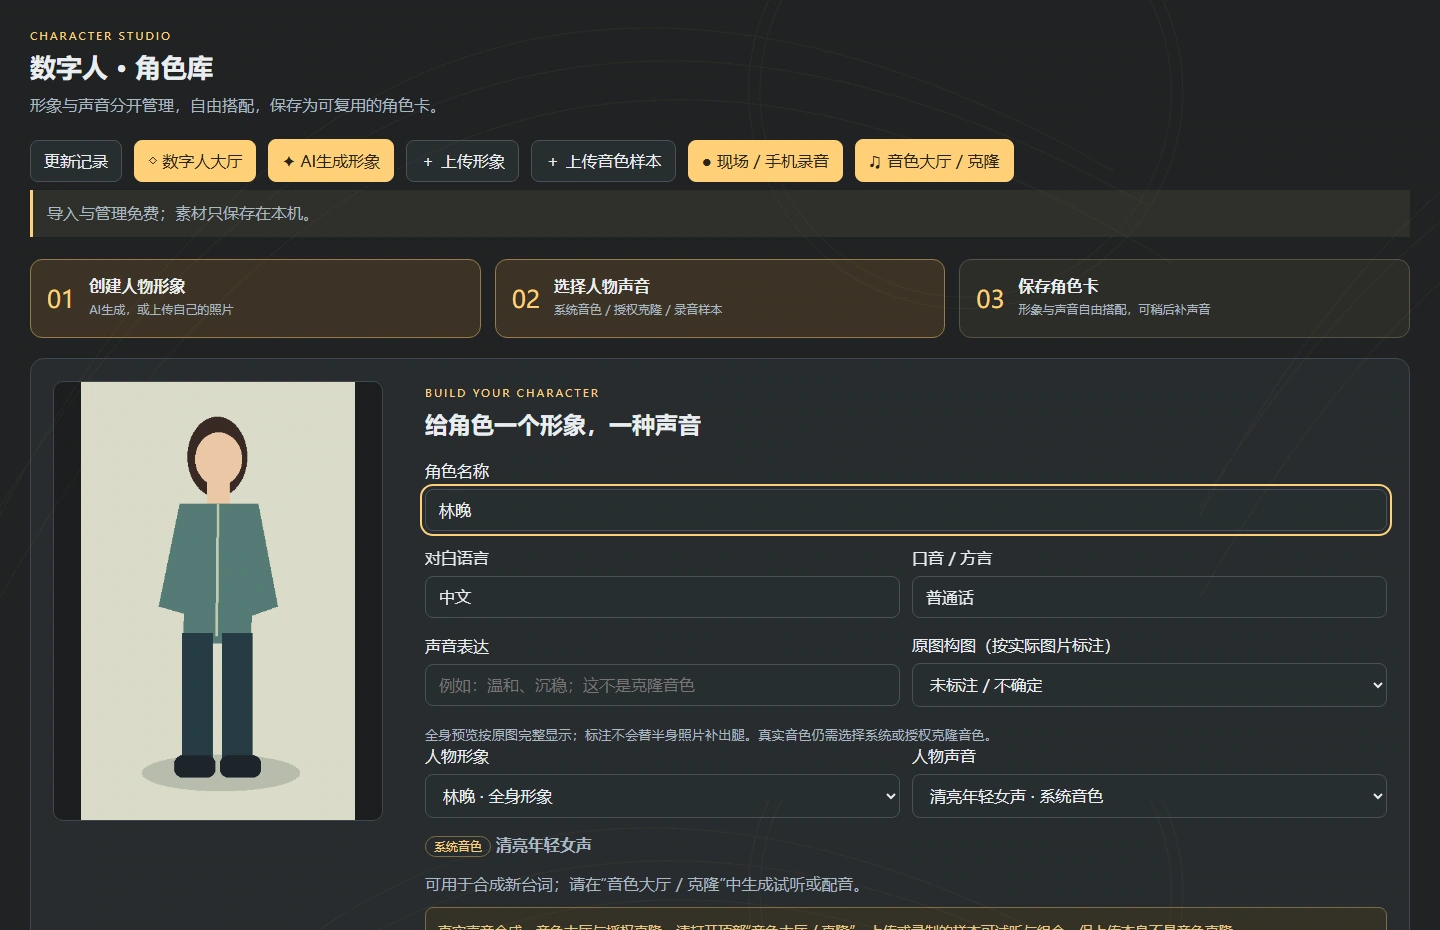 CHARACTER STUDIO
数字人 · 角色库
形象与声音分开管理，自由搭配，保存为可复用的角色卡。
更新记录
◇ 数字人大厅
✦ AI生成形象
+ 上传形象
+ 上传音色样本
● 现场 / 手机录音
♫ 音色大厅 / 克隆
导入与管理免费；素材只保存在本机。
01 创建人物形象
AI生成，或上传自己的照片
02 选择人物声音
系统音色 / 授权克隆 / 录音样本
03 保存角色卡
形象与声音自由搭配，可稍后补声音
BUILD YOUR CHARACTER
给角色一个形象，一种声音
角色名称
林晚
对白语言
口音 / 方言
中文
普通话
声音表达
原图构图（按实际图片标注）
例如：温和、沉稳；这不是克隆音色
未标注 / 不确定
全身预览按原图完整显示；标注不会替半身照片补出腿。真实音色仍需选择系统或授权克隆音色。
人物形象
人物声音
林晚 · 全身形象
清亮年轻女声 · 系统音色
系统音色 清亮年轻女声
可用于合成新台词；请在“音色大厅 / 克隆”中生成试听或配音。